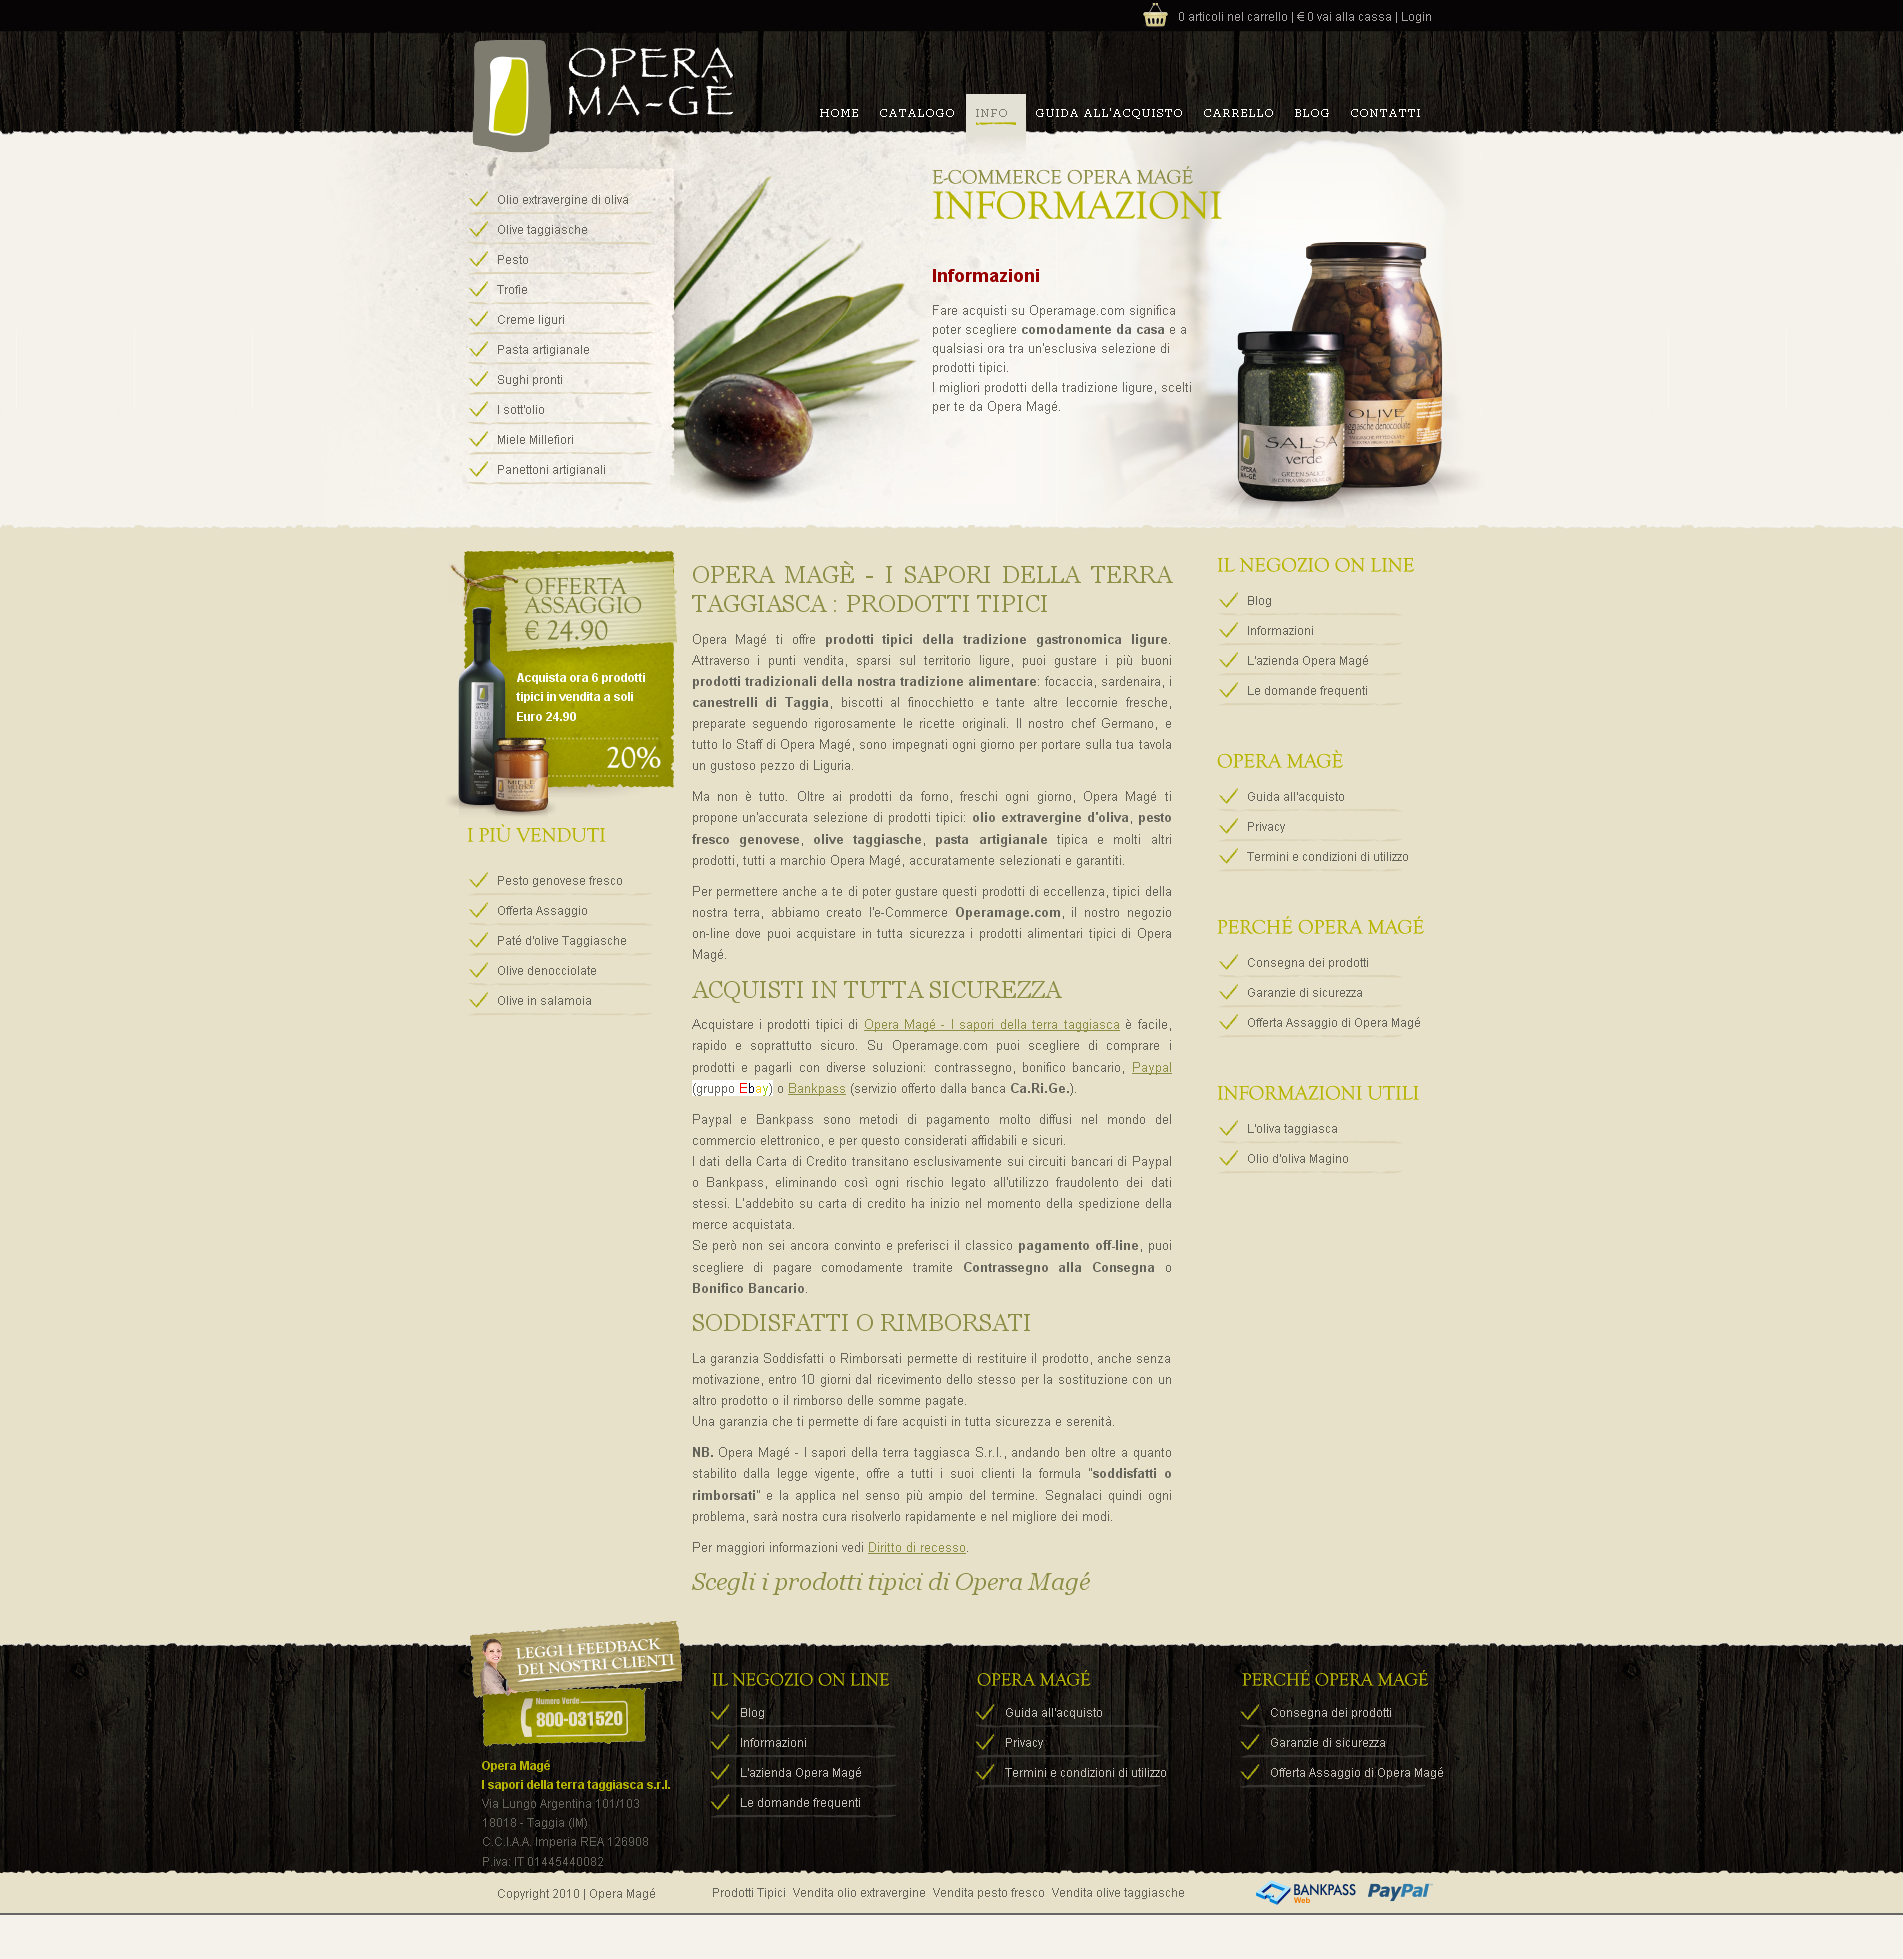 0 articoli nel carrello | € 0 vai alla cassa | Login
OPERA
MA-GÈ
HOME CATALOGO INFO GUIDA ALL'ACQUISTO CARRELLO BLOG CONTATTI
Olio extravergine di oliva
Olive taggiasche
Pesto
Trofie
Creme liguri
Pasta artigianale
Sughi pronti
I sott'olio
Miele Millefiori
Panettoni artigianali
E-COMMERCE OPERA MAGÉ
INFORMAZIONI
Informazioni
Fare acquisti su Operamage.com significa
poter scegliere comodamente da casa e a
qualsiasi ora tra un'esclusiva selezione di
prodotti tipici.
I migliori prodotti della tradizione ligure, scelti
per te da Opera Magé.
OLIVE
taggiasche denocciolate
SALSA
verde
GREEN SAUCE
OPERA
MA-GÈ
OFFERTA
ASSAGGIO
€ 24.90
Acquista ora 6 prodotti
tipici in vendita a soli
Euro 24.90
20%
I PIÙ VENDUTI
Pesto genovese fresco
Offerta Assaggio
Paté d'olive Taggiasche
Olive denocciolate
Olive in salamoia
OPERA MAGÈ - I SAPORI DELLA TERRA
TAGGIASCA : PRODOTTI TIPICI
Opera Magé ti offre prodotti tipici della tradizione gastronomica ligure.
Attraverso i punti vendita, sparsi sul territorio ligure, puoi gustare i più buoni
prodotti tradizionali della nostra tradizione alimentare: focaccia, sardenaira, i
canestrelli di Taggia, biscotti al finocchietto e tante altre leccornie fresche,
preparate seguendo rigorosamente le ricette originali. Il nostro chef Germano, e
tutto lo Staff di Opera Magé, sono impegnati ogni giorno per portare sulla tua tavola
un gustoso pezzo di Liguria.
Ma non è tutto. Oltre ai prodotti da forno, freschi ogni giorno, Opera Magé ti
propone un'accurata selezione di prodotti tipici: olio extravergine d'oliva, pesto
fresco genovese, olive taggiasche, pasta artigianale tipica e molti altri
prodotti, tutti a marchio Opera Magé, accuratamente selezionati e garantiti.
Per permettere anche a te di poter gustare questi prodotti di eccellenza, tipici della
nostra terra, abbiamo creato l'e-Commerce Operamage.com, il nostro negozio
on-line dove puoi acquistare in tutta sicurezza i prodotti alimentari tipici di Opera
Magé.
ACQUISTI IN TUTTA SICUREZZA
Acquistare i prodotti tipici di Opera Magé - I sapori della terra taggiasca è facile,
rapido e soprattutto sicuro. Su Operamage.com puoi scegliere di comprare i
prodotti e pagarli con diverse soluzioni: contrassegno, bonifico bancario, Paypal
(gruppo Ebay) o Bankpass (servizio offerto dalla banca Ca.Ri.Ge.).
Paypal e Bankpass sono metodi di pagamento molto diffusi nel mondo del
commercio elettronico, e per questo considerati affidabili e sicuri.
I dati della Carta di Credito transitano esclusivamente sui circuiti bancari di Paypal
o Bankpass, eliminando così ogni rischio legato all'utilizzo fraudolento dei dati
stessi. L'addebito su carta di credito ha inizio nel momento della spedizione della
merce acquistata.
Se però non sei ancora convinto e preferisci il classico pagamento off-line, puoi
scegliere di pagare comodamente tramite Contrassegno alla Consegna o
Bonifico Bancario.
SODDISFATTI O RIMBORSATI
La garanzia Soddisfatti o Rimborsati permette di restituire il prodotto, anche senza
motivazione, entro 10 giorni dal ricevimento dello stesso per la sostituzione con un
altro prodotto o il rimborso delle somme pagate.
Una garanzia che ti permette di fare acquisti in tutta sicurezza e serenità.
NB. Opera Magé - I sapori della terra taggiasca S.r.l., andando ben oltre a quanto
stabilito dalla legge vigente, offre a tutti i suoi clienti la formula "soddisfatti o
rimborsati" e la applica nel senso più ampio del termine. Segnalaci quindi ogni
problema, sarà nostra cura risolverlo rapidamente e nel migliore dei modi.
Per maggiori informazioni vedi Diritto di recesso.
Scegli i prodotti tipici di Opera Magé
IL NEGOZIO ON LINE
Blog
Informazioni
L'azienda Opera Magé
Le domande frequenti
OPERA MAGÈ
Guida all'acquisto
Privacy
Termini e condizioni di utilizzo
PERCHÉ OPERA MAGÉ
Consegna dei prodotti
Garanzie di sicurezza
Offerta Assaggio di Opera Magé
INFORMAZIONI UTILI
L'oliva taggiasca
Olio d'oliva Magino
LEGGI I FEEDBACK
DEI NOSTRI CLIENTI
Numero Verde
800-031520
Opera Magé
I sapori della terra taggiasca s.r.l.
Via Lungo Argentina 101/103
18018 - Taggia (IM)
C.C.I.A.A. Imperia REA 126908
P.iva: IT 01445440082
IL NEGOZIO ON LINE
Blog
Informazioni
L'azienda Opera Magé
Le domande frequenti
OPERA MAGÉ
Guida all'acquisto
Privacy
Termini e condizioni di utilizzo
PERCHÉ OPERA MAGÉ
Consegna dei prodotti
Garanzie di sicurezza
Offerta Assaggio di Opera Magé
Copyright 2010 | Opera Magé
Prodotti Tipici Vendita olio extravergine Vendita pesto fresco Vendita olive taggiasche
BANKPASS
Web
PayPal